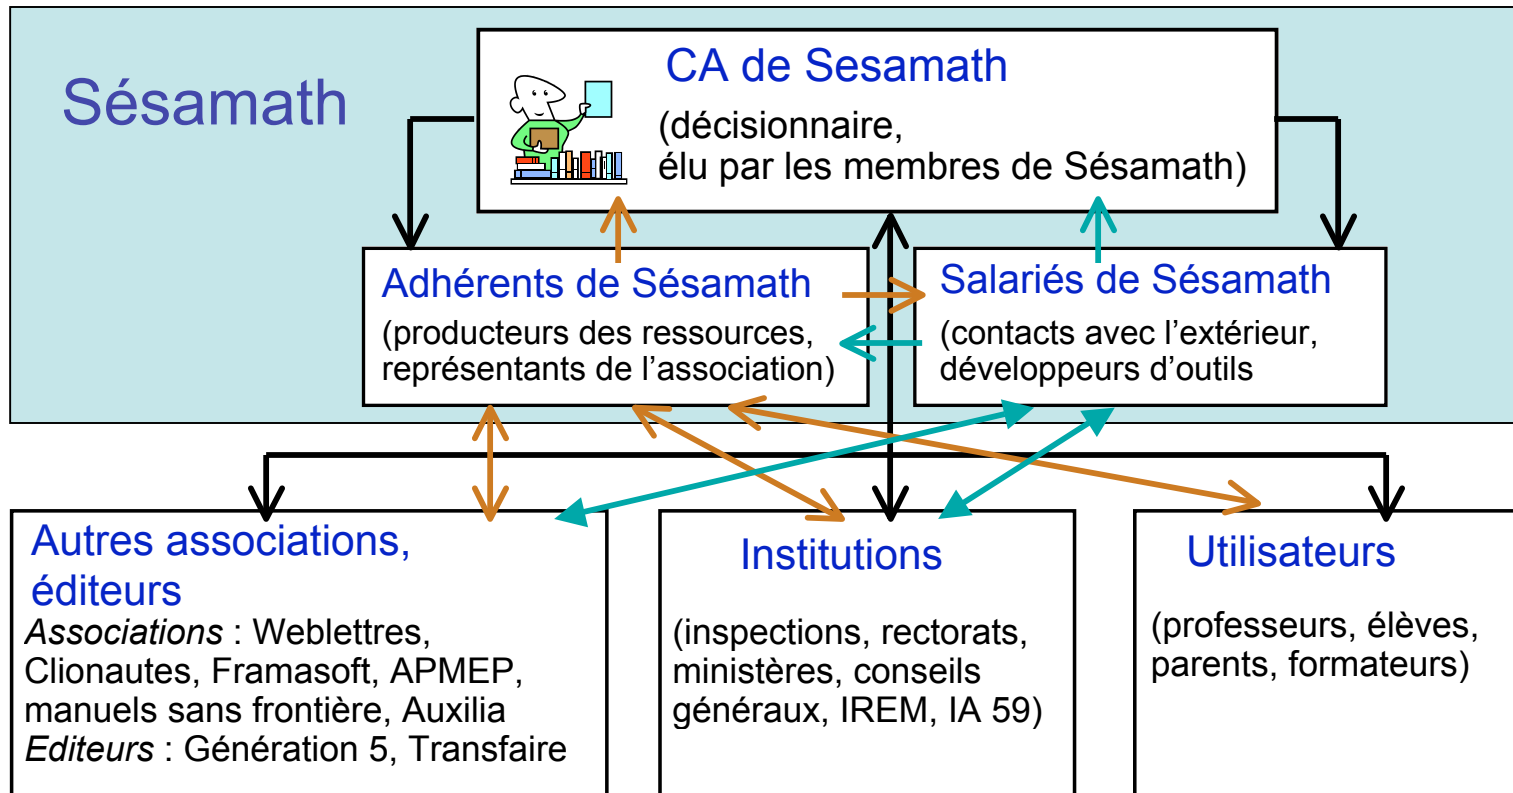 Sésamath
CA de Sesamath
(décisionnaire,
élu par les membres de Sésamath)
Adhérents de Sésamath
(producteurs des ressources,
représentants de l’association)
Salariés de Sésamath
(contacts avec l’extérieur,
développeurs d’outils
Autres associations,
éditeurs
Associations : Weblettres,
Clionautes, Framasoft, APMEP,
manuels sans frontière, Auxilia
Editeurs : Génération 5, Transfaire
Institutions
(inspections, rectorats,
ministères, conseils
généraux, IREM, IA 59)
Utilisateurs
(professeurs, élèves,
parents, formateurs)